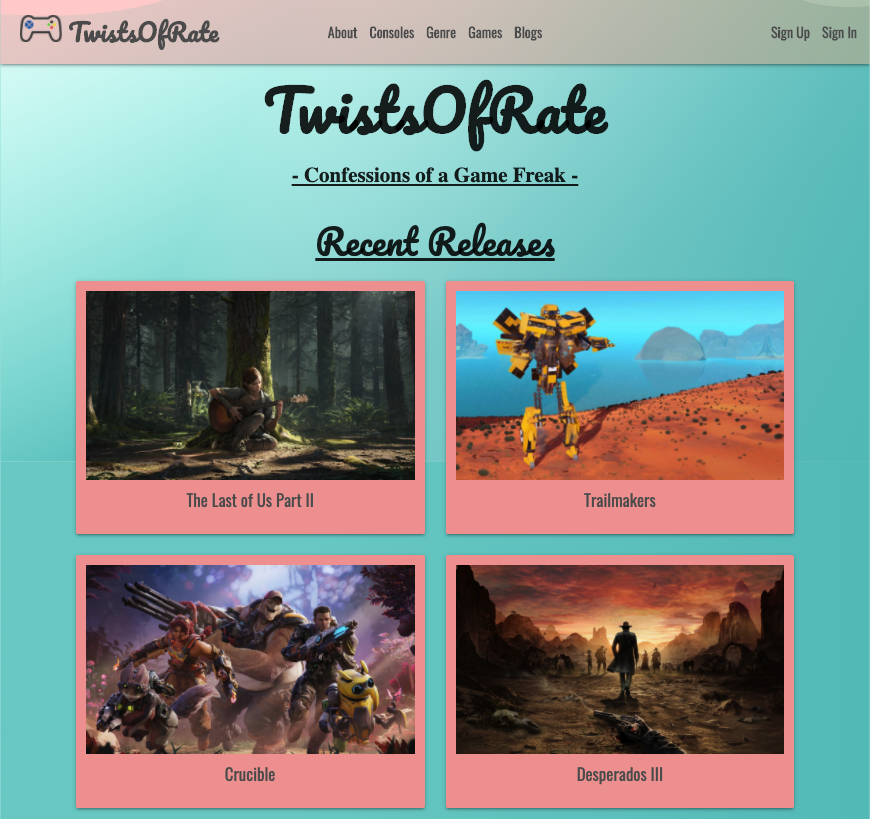 TwistsOfRate
About Consoles Genre Games Blogs
Sign Up Sign In
TwistsOfRate
- Confessions of a Game Freak -
Recent Releases
The Last of Us Part II
Trailmakers
Crucible
Desperados III